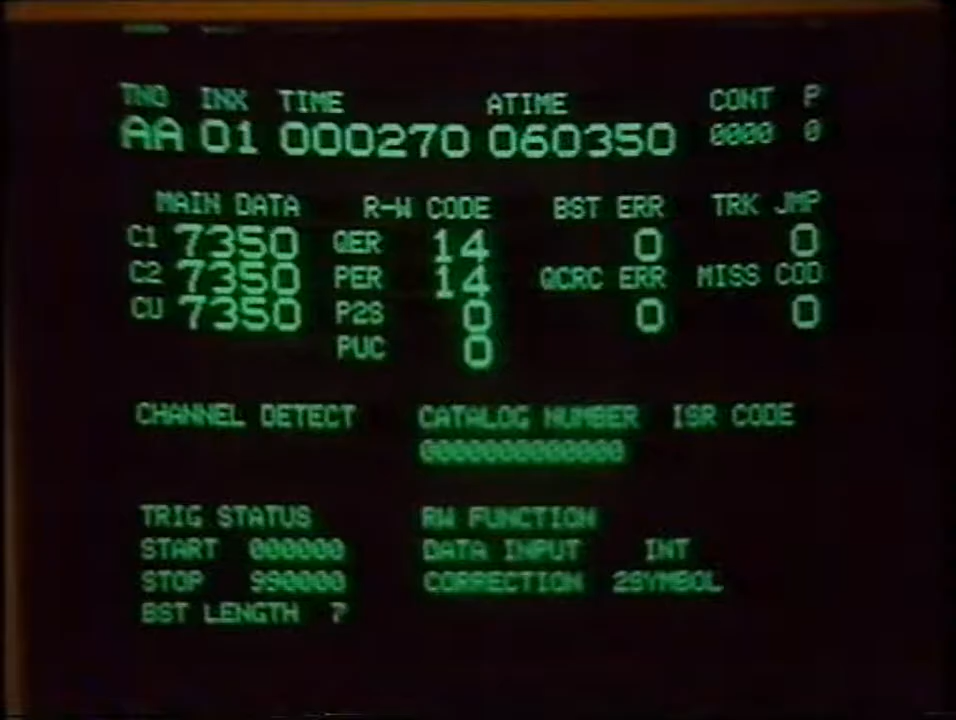 TNO INX TIME ATIME CONT P
AA 01 000270 060350 0000 0
MAIN DATA R-W CODE BST ERR TRK JMP
C1 7350 QER 14 0 0
C2 7350 PER 14 QCRC ERR MISS COD
CU 7350 P2S 0 0 0
PUC 0
CHANNEL DETECT CATALOG NUMBER ISR CODE
0000000000000
TRIG STATUS RW FUNCTION
START 000000 DATA INPUT INT
STOP 990000 CORRECTION 2SYMBOL
BST LENGTH 7